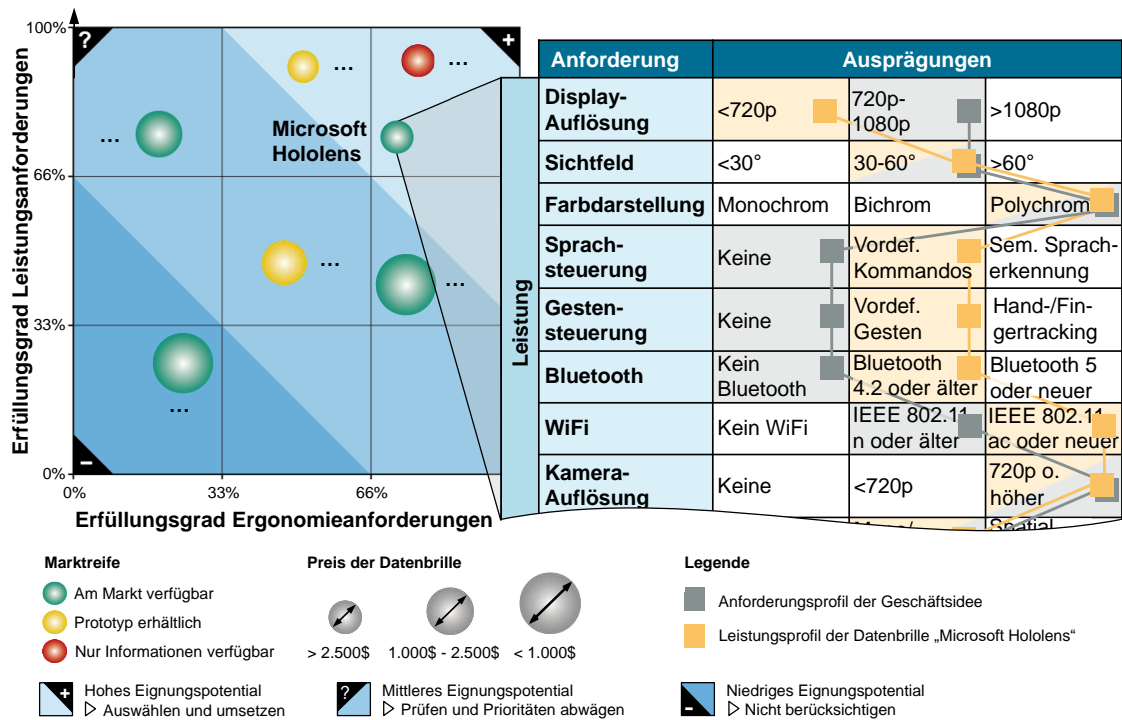 Erfüllungsgrad Leistungsanforderungen
100%
66%
33%
0%
?
+
−
...
...
...
Microsoft
Hololens
...
...
...
0%
33%
66%
Erfüllungsgrad Ergonomieanforderungen
Anforderung
Ausprägungen
Leistung
Display-
Auflösung
<720p
720p-
1080p
>1080p
Sichtfeld
<30°
30-60°
>60°
Farbdarstellung
Monochrom
Bichrom
Polychrom
Sprach-
steuerung
Keine
Vordef.
Kommandos
Sem. Sprach-
erkennung
Gesten-
steuerung
Keine
Vordef.
Gesten
Hand-/Fin-
gertracking
Bluetooth
Kein
Bluetooth
Bluetooth
4.2 oder älter
Bluetooth 5
oder neuer
WiFi
Kein WiFi
IEEE 802.11
n oder älter
IEEE 802.11
ac oder neuer
Kamera-
Auflösung
Keine
<720p
720p o.
höher
Spatial
Marktreife
Am Markt verfügbar
Prototyp erhältlich
Nur Informationen verfügbar
Preis der Datenbrille
> 2.500$
1.000$ - 2.500$
< 1.000$
Legende
Anforderungsprofil der Geschäftsidee
Leistungsprofil der Datenbrille „Microsoft Hololens“
+
Hohes Eignungspotential
▷ Auswählen und umsetzen
?
Mittleres Eignungspotential
▷ Prüfen und Prioritäten abwägen
−
Niedriges Eignungspotential
▷ Nicht berücksichtigen